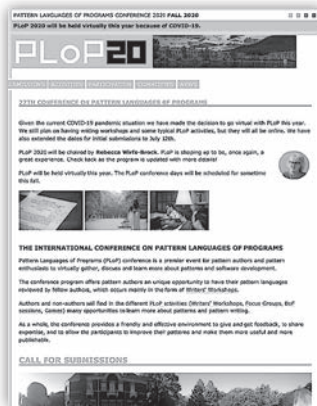 PATTERN LANGUAGES OF PROGRAMS CONFERENCE 2021 FALL 2020
PLoP 2020 will be held virtually this year because of COVID-19.
PLoP20
27TH CONFERENCE ON PATTERN LANGUAGES OF PROGRAMS
Given the current COVID-19 pandemic situation we have made the decision to go virtual with PLoP this year.
We still plan on having writing workshops and some typical PLoP activities, but they will all be online. We have
also extended the dates for initial submissions to July 12th.
PLoP 2020 will be chaired by Rebecca Wirfs-Brock. PLoP is shaping up to be, once again, a
great experience. Check back as the program is updated with more details!
PLoP will be held virtually this year. The PLoP conference days will be scheduled for sometime
this fall.
THE INTERNATIONAL CONFERENCE ON PATTERN LANGUAGES OF PROGRAMS
Pattern Languages of Programs (PLoP) conference is a premier event for pattern authors and pattern
enthusiasts to virtually gather, discuss and learn more about patterns and software development.
The conference program offers pattern authors an unique opportunity to have their pattern languages
reviewed by fellow authors, which occurs mainly in the form of Writers' Workshops.
Authors and non-authors will find in the different PLoP activities (Writers' Workshops, Focus Groups, BoF
sessions, Games) many opportunities to learn more about patterns and pattern writing.
As a whole, the conference provides a friendly and effective environment to give and get feedback, to share
expertise, and to allow the participants to improve their patterns and make them more useful and more
publishable.
CALL FOR SUBMISSIONS